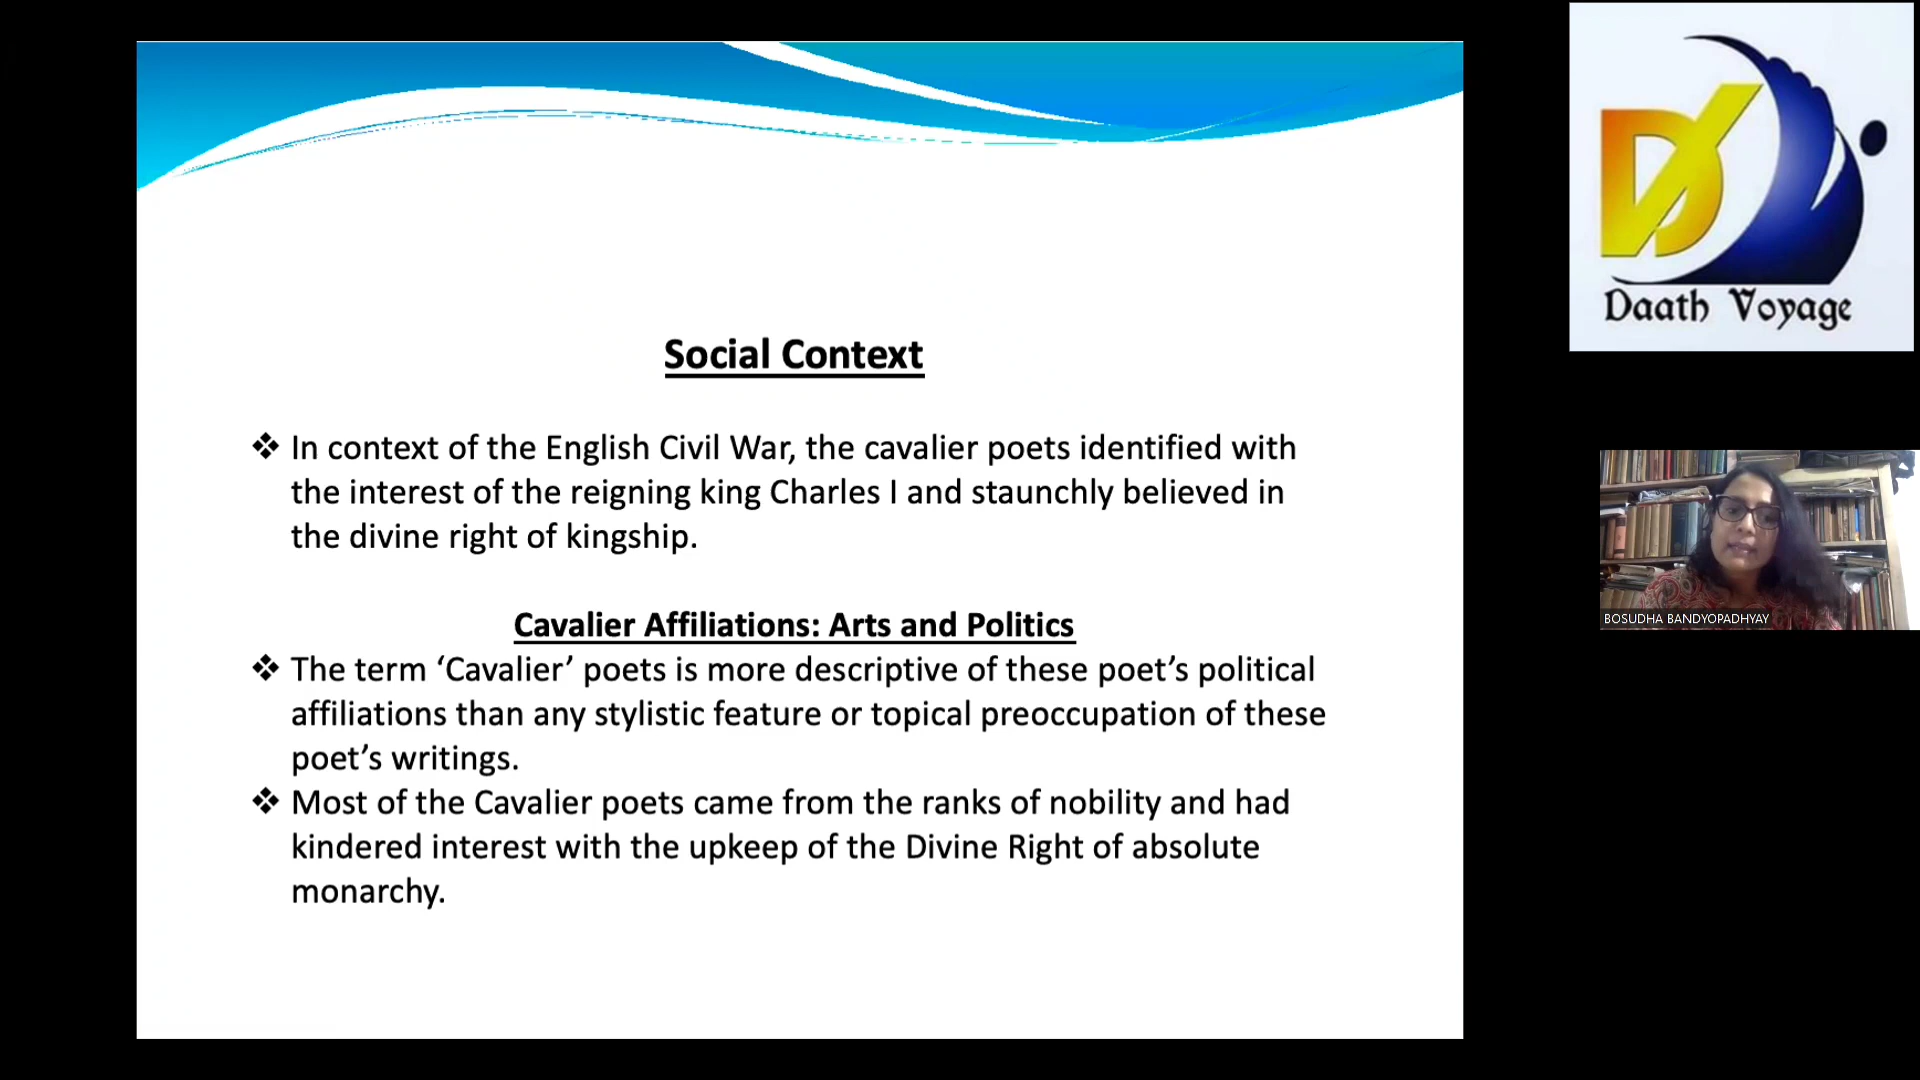 Social Context
❖ In context of the English Civil War, the cavalier poets identified with
the interest of the reigning king Charles I and staunchly believed in
the divine right of kingship.
Cavalier Affiliations: Arts and Politics
❖ The term ‘Cavalier’ poets is more descriptive of these poet’s political
affiliations than any stylistic feature or topical preoccupation of these
poet’s writings.
❖ Most of the Cavalier poets came from the ranks of nobility and had
kindered interest with the upkeep of the Divine Right of absolute
monarchy.
DV
Daath Voyage
BOSUDHA BANDYOPADHYAY